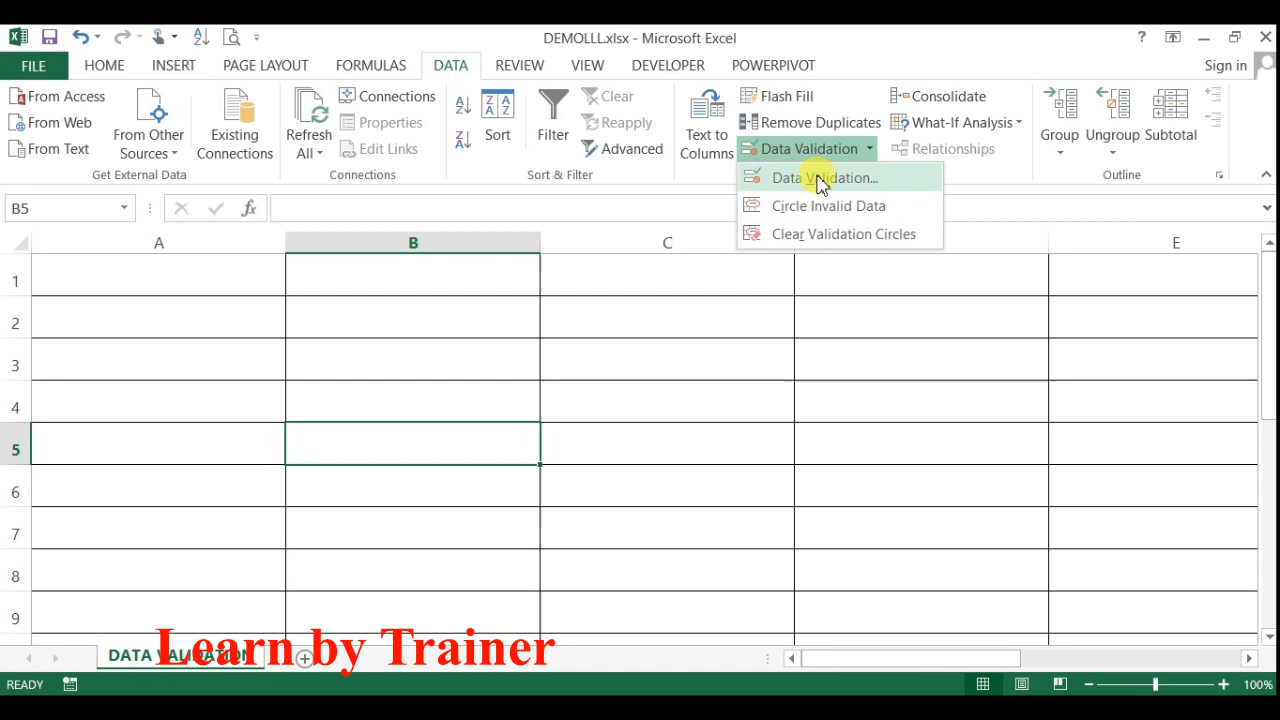 DEMOLLL.xlsx - Microsoft Excel
?
FILE HOME INSERT PAGE LAYOUT FORMULAS DATA REVIEW VIEW DEVELOPER POWERPIVOT Sign in
From Access
From Web
From Text
From Other
Sources
Get External Data
Existing
Connections
Refresh
All
Connections
Properties
Edit Links
Connections
Sort
Filter
Clear
Reapply
Advanced
Sort & Filter
Text to
Columns
Flash Fill
Remove Duplicates
Data Validation
Consolidate
What-If Analysis
Relationships
Group
Ungroup
Subtotal
Outline
Data Validation...
Circle Invalid Data
Clear Validation Circles
B5
fx
A B C E
1
2
3
4
5
6
7
8
9
DATA VALIDATION
Learn by Trainer
READY
100%